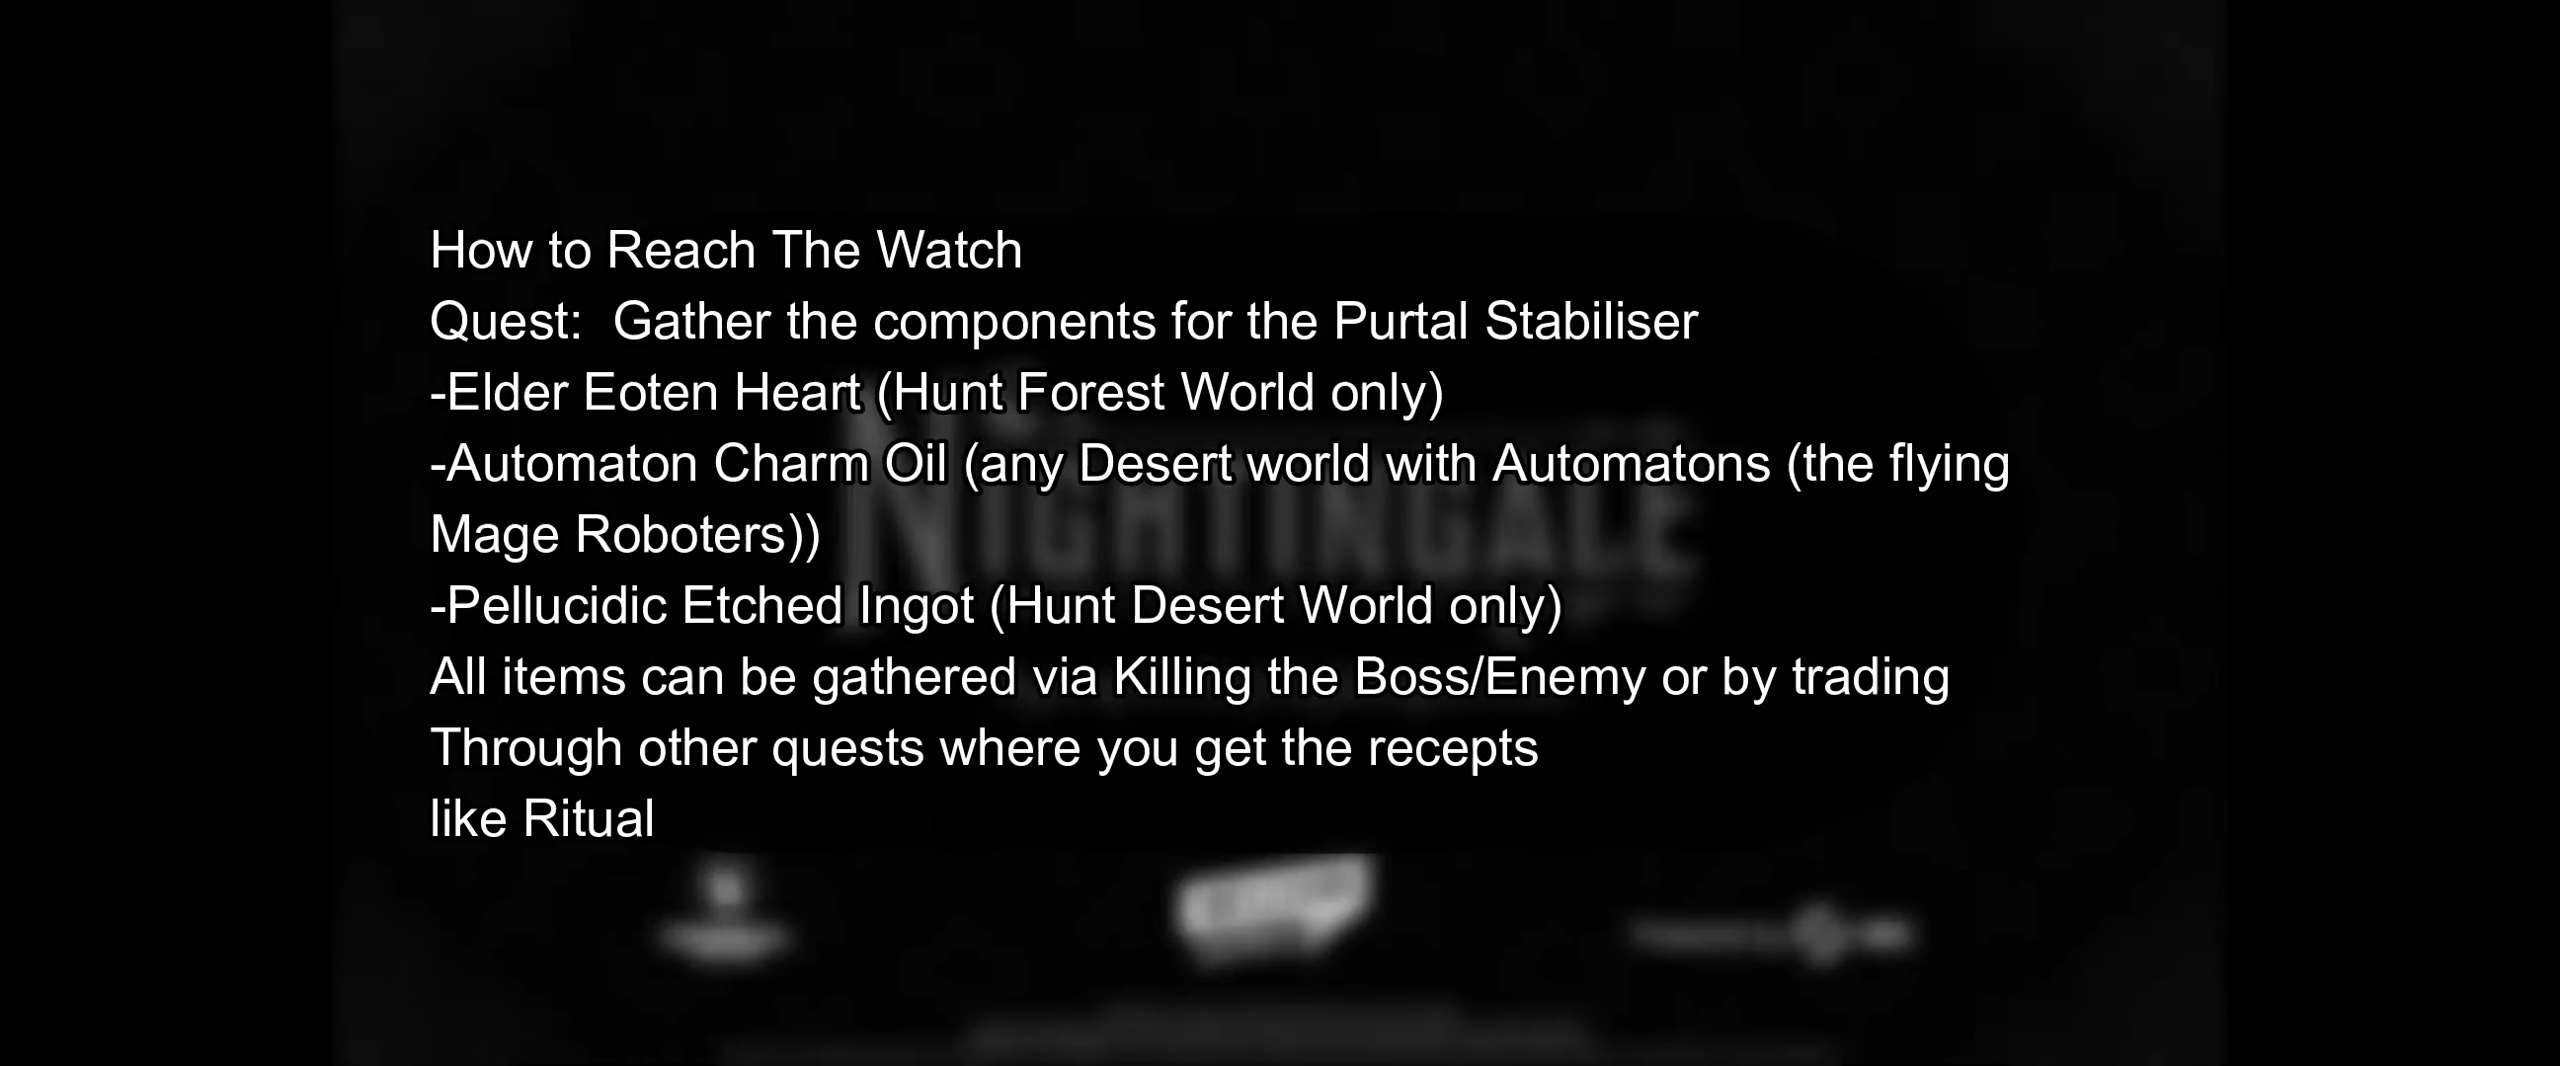 How to Reach The Watch
Quest:  Gather the components for the Purtal Stabiliser
-Elder Eoten Heart (Hunt Forest World only)
-Automaton Charm Oil (any Desert world with Automatons (the flying
Mage Roboters))
-Pellucidic Etched Ingot (Hunt Desert World only)
All items can be gathered via Killing the Boss/Enemy or by trading
Through other quests where you get the recepts
like Ritual
NIGHTINGALE